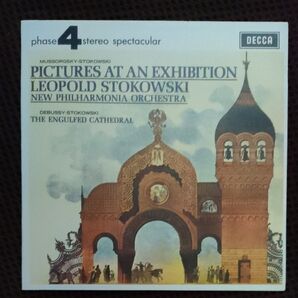 phase 4 stereo spectacular
DECCA
MUSSORGSKY-STOKOWSKI
PICTURES AT AN EXHIBITION
LEOPOLD STOKOWSKI
NEW PHILHARMONIA ORCHESTRA
DEBUSSY-STOKOWSKI
THE ENGULFED CATHEDRAL